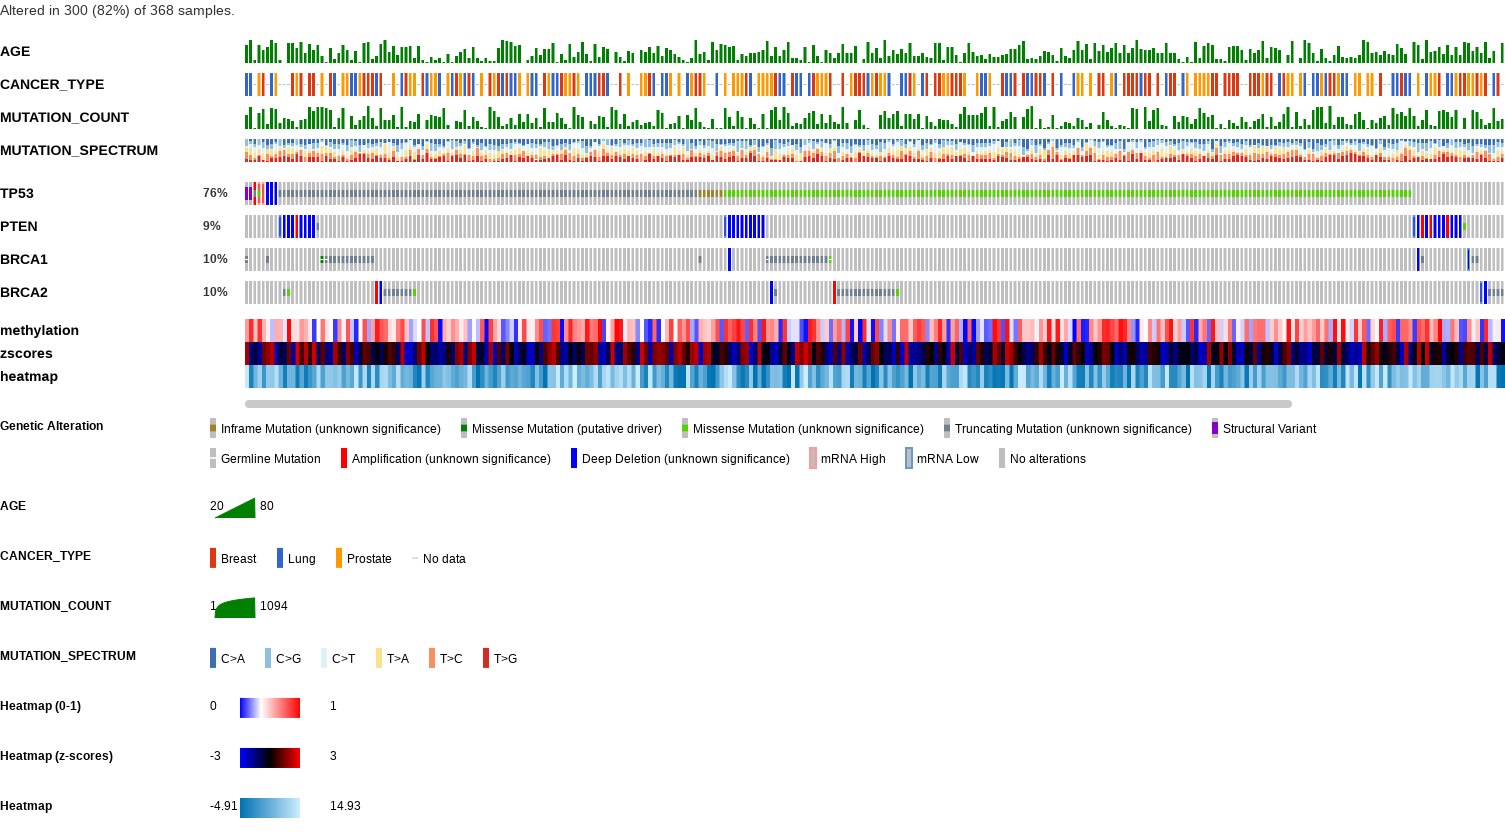 Altered in 300 (82%) of 368 samples.
AGE
CANCER_TYPE
MUTATION_COUNT
MUTATION_SPECTRUM
TP53 76%
PTEN 9%
BRCA1 10%
BRCA2 10%
methylation
zscores
heatmap
Genetic Alteration Inframe Mutation (unknown significance) Missense Mutation (putative driver) Missense Mutation (unknown significance) Truncating Mutation (unknown significance) Structural Variant
Germline Mutation Amplification (unknown significance) Deep Deletion (unknown significance) mRNA High mRNA Low No alterations
AGE 20 80
CANCER_TYPE Breast Lung Prostate No data
MUTATION_COUNT 1 1094
MUTATION_SPECTRUM C>A C>G C>T T>A T>C T>G
Heatmap (0-1) 0 1
Heatmap (z-scores) -3 3
Heatmap -4.91 14.93